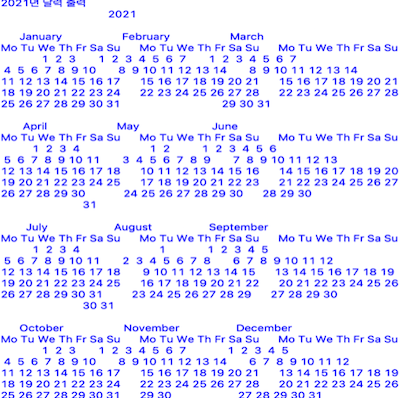 2021년 달력 출력
2021
January February March
Mo Tu We Th Fr Sa Su Mo Tu We Th Fr Sa Su Mo Tu We Th Fr Sa Su
1 2 3 1 2 3 4 5 6 7 1 2 3 4 5 6 7
4 5 6 7 8 9 10 8 9 10 11 12 13 14 8 9 10 11 12 13 14
11 12 13 14 15 16 17 15 16 17 18 19 20 21 15 16 17 18 19 20 21
18 19 20 21 22 23 24 22 23 24 25 26 27 28 22 23 24 25 26 27 28
25 26 27 28 29 30 31 29 30 31
April May June
Mo Tu We Th Fr Sa Su Mo Tu We Th Fr Sa Su Mo Tu We Th Fr Sa Su
1 2 3 4 1 2 1 2 3 4 5 6
5 6 7 8 9 10 11 3 4 5 6 7 8 9 7 8 9 10 11 12 13
12 13 14 15 16 17 18 10 11 12 13 14 15 16 14 15 16 17 18 19 20
19 20 21 22 23 24 25 17 18 19 20 21 22 23 21 22 23 24 25 26 27
26 27 28 29 30 24 25 26 27 28 29 30 28 29 30
31
July August September
Mo Tu We Th Fr Sa Su Mo Tu We Th Fr Sa Su Mo Tu We Th Fr Sa Su
1 2 3 4 1 1 2 3 4 5
5 6 7 8 9 10 11 2 3 4 5 6 7 8 6 7 8 9 10 11 12
12 13 14 15 16 17 18 9 10 11 12 13 14 15 13 14 15 16 17 18 19
19 20 21 22 23 24 25 16 17 18 19 20 21 22 20 21 22 23 24 25 26
26 27 28 29 30 31 23 24 25 26 27 28 29 27 28 29 30
30 31
October November December
Mo Tu We Th Fr Sa Su Mo Tu We Th Fr Sa Su Mo Tu We Th Fr Sa Su
1 2 3 1 2 3 4 5 6 7 1 2 3 4 5
4 5 6 7 8 9 10 8 9 10 11 12 13 14 6 7 8 9 10 11 12
11 12 13 14 15 16 17 15 16 17 18 19 20 21 13 14 15 16 17 18 19
18 19 20 21 22 23 24 22 23 24 25 26 27 28 20 21 22 23 24 25 26
25 26 27 28 29 30 31 29 30 27 28 29 30 31